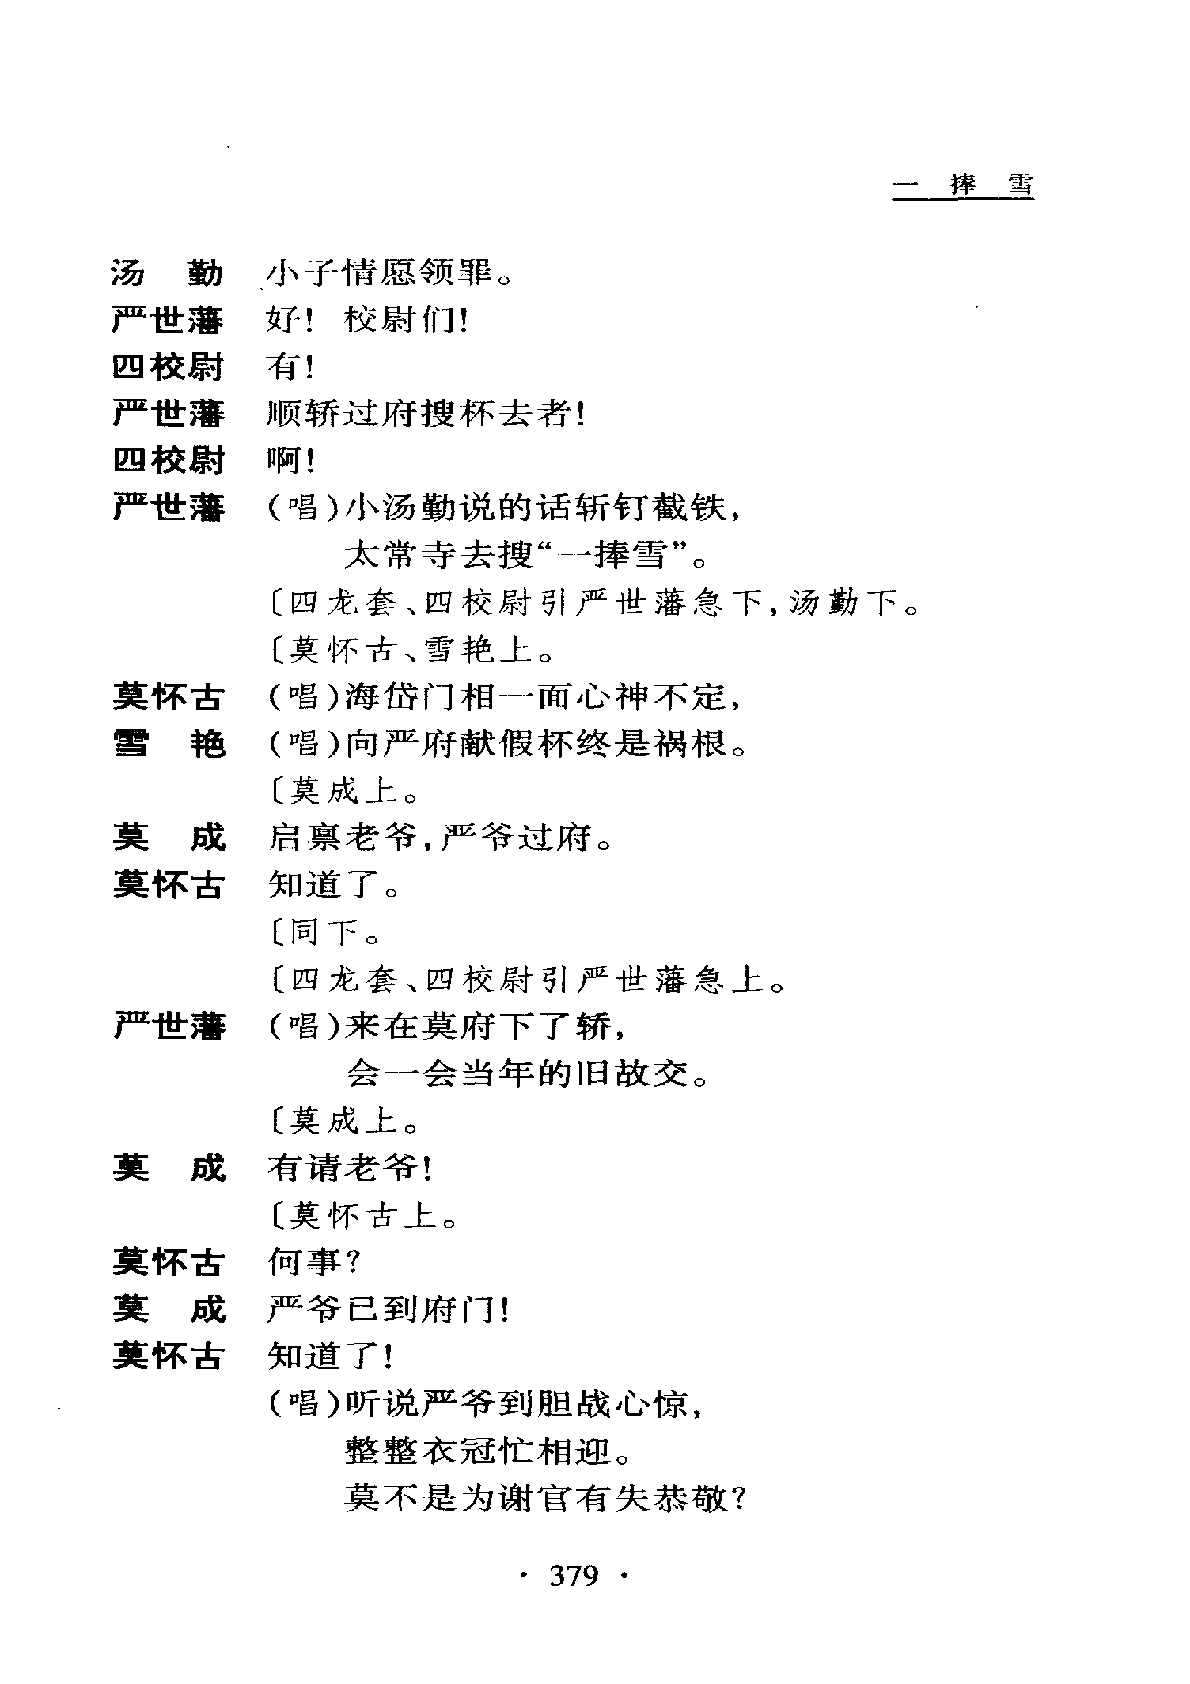 一捧雪
汤　勤　小子情愿领罪。
严世藩　好！校尉们！
四校尉　有！
严世藩　顺轿过府搜杯去者！
四校尉　啊！
严世藩　（唱）小汤勤说的话斩钉截铁，
太常寺去搜“一捧雪”。
〔四龙套、四校尉引严世藩急下，汤勤下。
〔莫怀古、雪艳上。
莫怀古　（唱）海岱门相一面心神不定，
雪　艳　（唱）向严府献假杯终是祸根。
〔莫成上。
莫　成　启禀老爷，严爷过府。
莫怀古　知道了。
〔同下。
〔四龙套、四校尉引严世藩急上。
严世藩　（唱）来在莫府下了轿，
会一会当年的旧故交。
〔莫成上。
莫　成　有请老爷！
〔莫怀古上。
莫怀古　何事？
莫　成　严爷已到府门！
莫怀古　知道了！
（唱）听说严爷到胆战心惊，
整整衣冠忙相迎。
莫不是为谢官有失恭敬？
· 379 ·